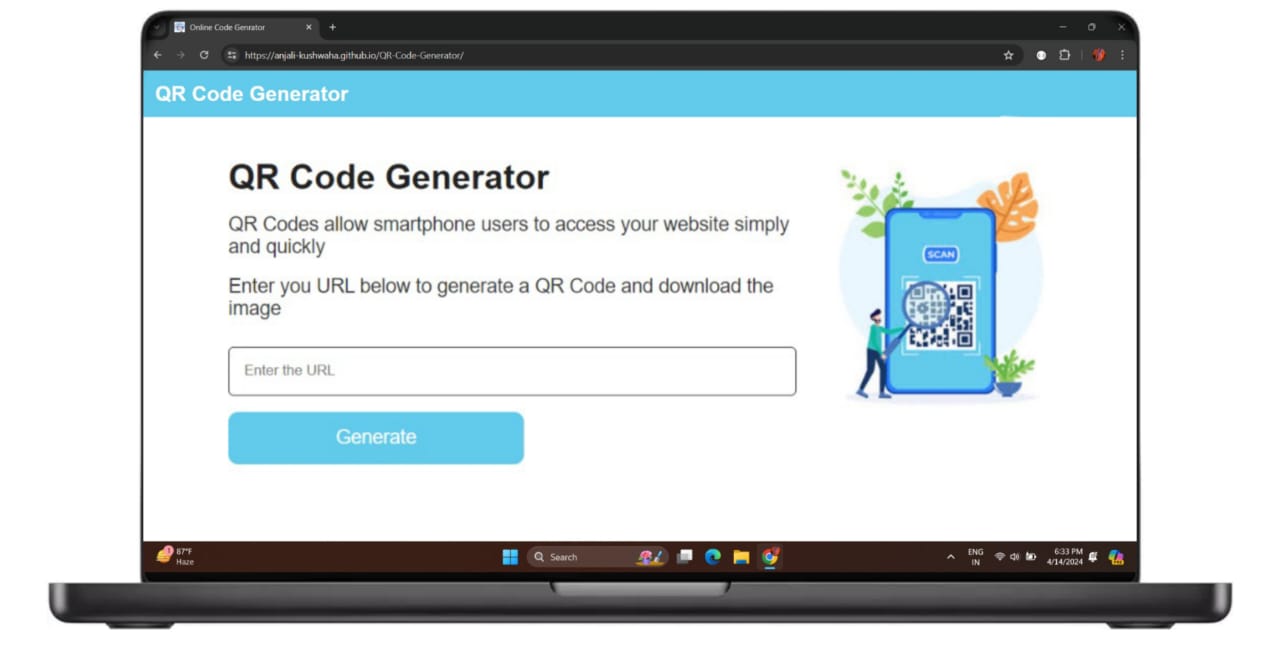 Online Code Genrator
https://anjali-kushwaha.github.io/QR-Code-Generator/
QR Code Generator
QR Code Generator
QR Codes allow smartphone users to access your website simply
and quickly
Enter you URL below to generate a QR Code and download the
image
Enter the URL
Generate
SCAN
1
87°F
Haze
Search
ENG
IN
6:33 PM
4/14/2024